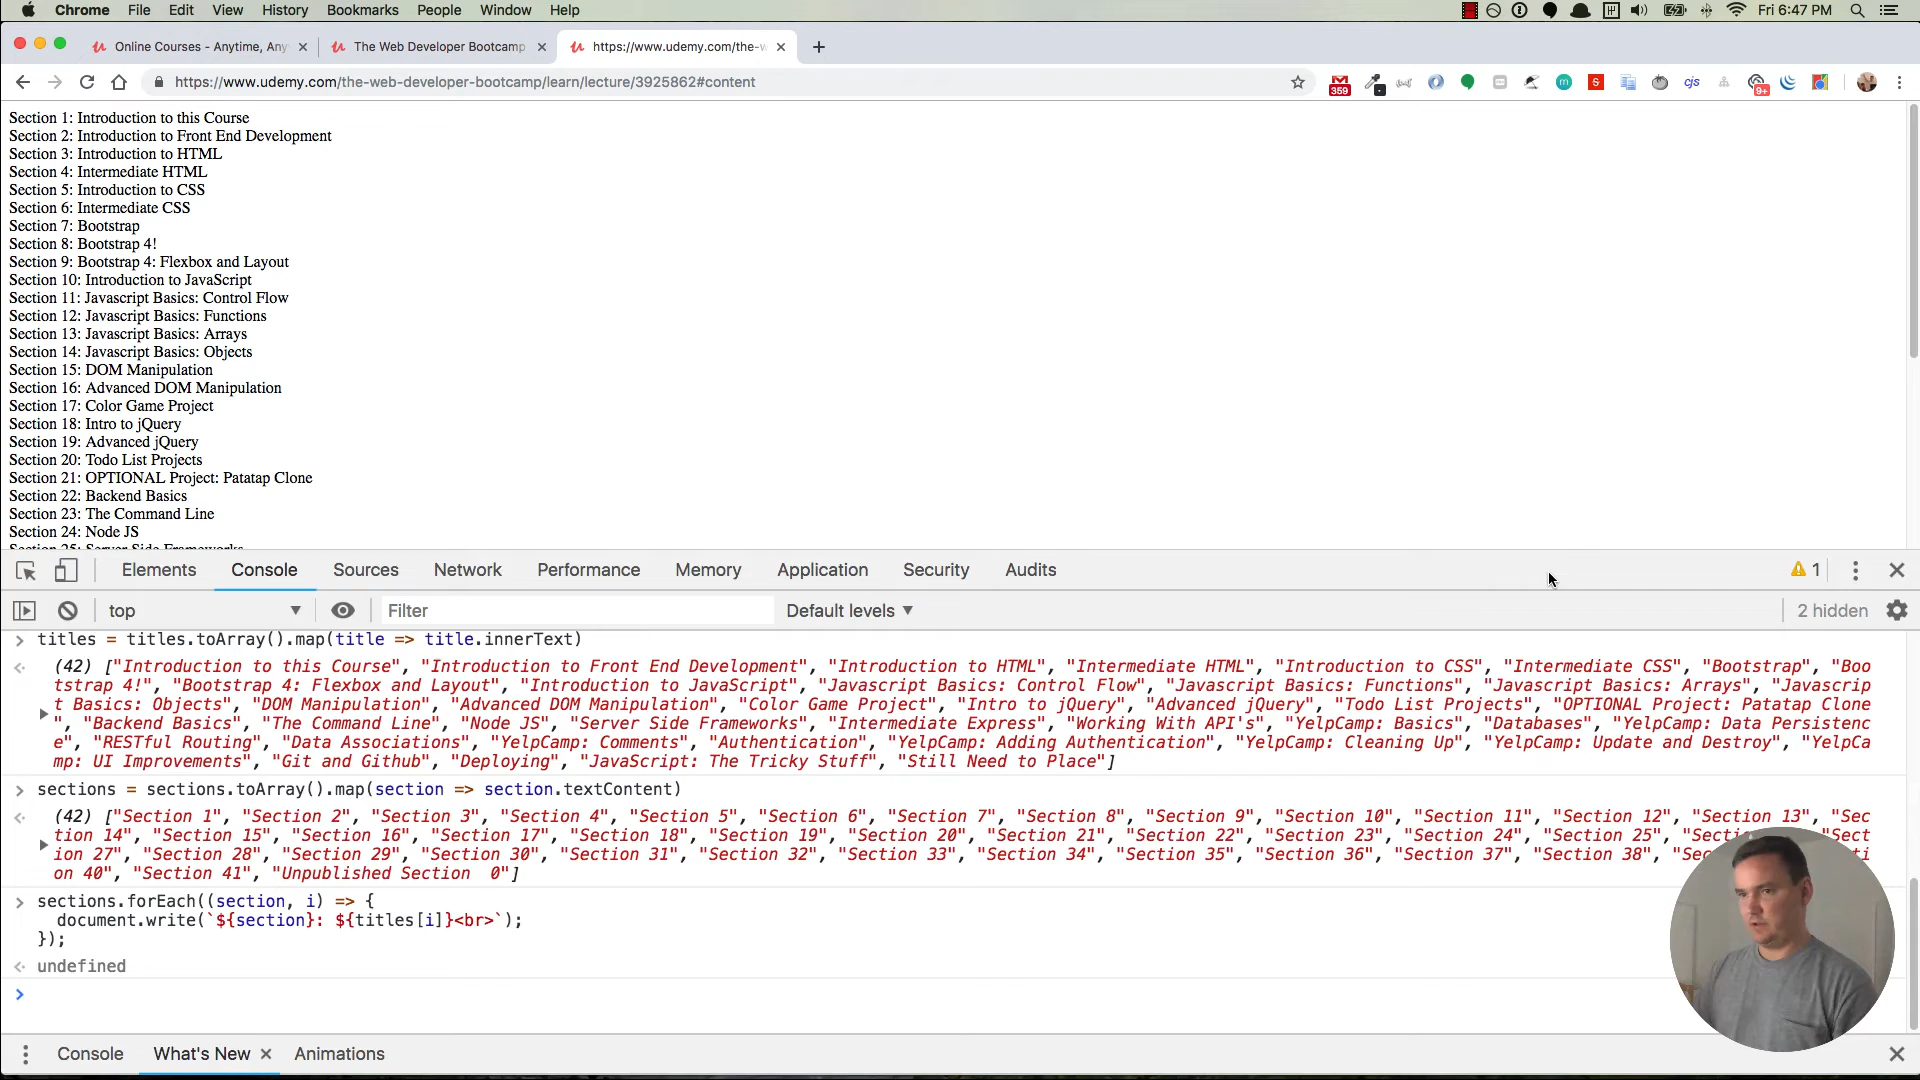 Chrome File Edit View History Bookmarks People Window Help Fri 6:47 PM
Online Courses - Anytime, Any
The Web Developer Bootcamp
https://www.udemy.com/the-w
https://www.udemy.com/the-web-developer-bootcamp/learn/lecture/3925862#content
359
cjs
9+
Section 1: Introduction to this Course
Section 2: Introduction to Front End Development
Section 3: Introduction to HTML
Section 4: Intermediate HTML
Section 5: Introduction to CSS
Section 6: Intermediate CSS
Section 7: Bootstrap
Section 8: Bootstrap 4!
Section 9: Bootstrap 4: Flexbox and Layout
Section 10: Introduction to JavaScript
Section 11: Javascript Basics: Control Flow
Section 12: Javascript Basics: Functions
Section 13: Javascript Basics: Arrays
Section 14: Javascript Basics: Objects
Section 15: DOM Manipulation
Section 16: Advanced DOM Manipulation
Section 17: Color Game Project
Section 18: Intro to jQuery
Section 19: Advanced jQuery
Section 20: Todo List Projects
Section 21: OPTIONAL Project: Patatap Clone
Section 22: Backend Basics
Section 23: The Command Line
Section 24: Node JS
Section 25: Server Side Frameworks
Elements Console Sources Network Performance Memory Application Security Audits 1
top Filter Default levels 2 hidden
titles = titles.toArray().map(title => title.innerText)
(42) ["Introduction to this Course", "Introduction to Front End Development", "Introduction to HTML", "Intermediate HTML", "Introduction to CSS", "Intermediate CSS", "Bootstrap", "Boo
tstrap 4!", "Bootstrap 4: Flexbox and Layout", "Introduction to JavaScript", "Javascript Basics: Control Flow", "Javascript Basics: Functions", "Javascript Basics: Arrays", "Javascrip
t Basics: Objects", "DOM Manipulation", "Advanced DOM Manipulation", "Color Game Project", "Intro to jQuery", "Advanced jQuery", "Todo List Projects", "OPTIONAL Project: Patatap Clone
", "Backend Basics", "The Command Line", "Node JS", "Server Side Frameworks", "Intermediate Express", "Working With API's", "YelpCamp: Basics", "Databases", "YelpCamp: Data Persistenc
e", "RESTful Routing", "Data Associations", "YelpCamp: Comments", "Authentication", "YelpCamp: Adding Authentication", "YelpCamp: Cleaning Up", "YelpCamp: Update and Destroy", "YelpCa
mp: UI Improvements", "Git and Github", "Deploying", "JavaScript: The Tricky Stuff", "Still Need to Place"]
sections = sections.toArray().map(section => section.textContent)
(42) ["Section 1", "Section 2", "Section 3", "Section 4", "Section 5", "Section 6", "Section 7", "Section 8", "Section 9", "Section 10", "Section 11", "Section 12", "Section 13", "Sec
tion 14", "Section 15", "Section 16", "Section 17", "Section 18", "Section 19", "Section 20", "Section 21", "Section 22", "Section 23", "Section 24", "Section 25", "Sect
ion 27", "Section 28", "Section 29", "Section 30", "Section 31", "Section 32", "Section 33", "Section 34", "Section 35", "Section 36", "Section 37", "Section 38", "Sec ti
on 40", "Section 41", "Unpublished Section  0"]
sections.forEach((section, i) => {
document.write(`${section}: ${titles[i]}<br>`);
});
undefined
Console What's New Animations